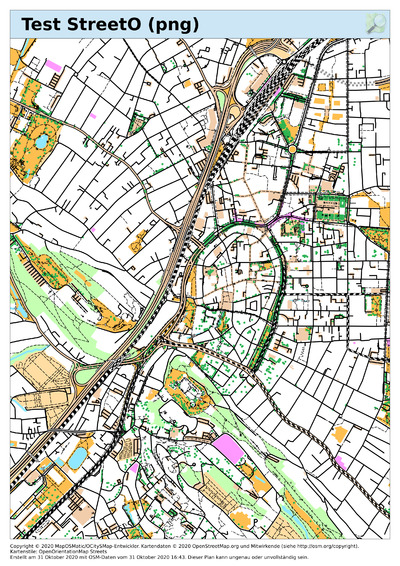 Test StreetO (png)
Copyright © 2020 MapOSMatic/OCitySMap-Entwickler. Kartendaten © 2020 OpenStreetMap.org und Mitwirkende (siehe http://osm.org/copyright).
Kartenstile: OpenOrientationMap Streets
Erstellt am 31 Oktober 2020 mit OSM-Daten vom 31 Oktober 2020 16:43. Dieser Plan kann ungenau oder unvollständig sein.